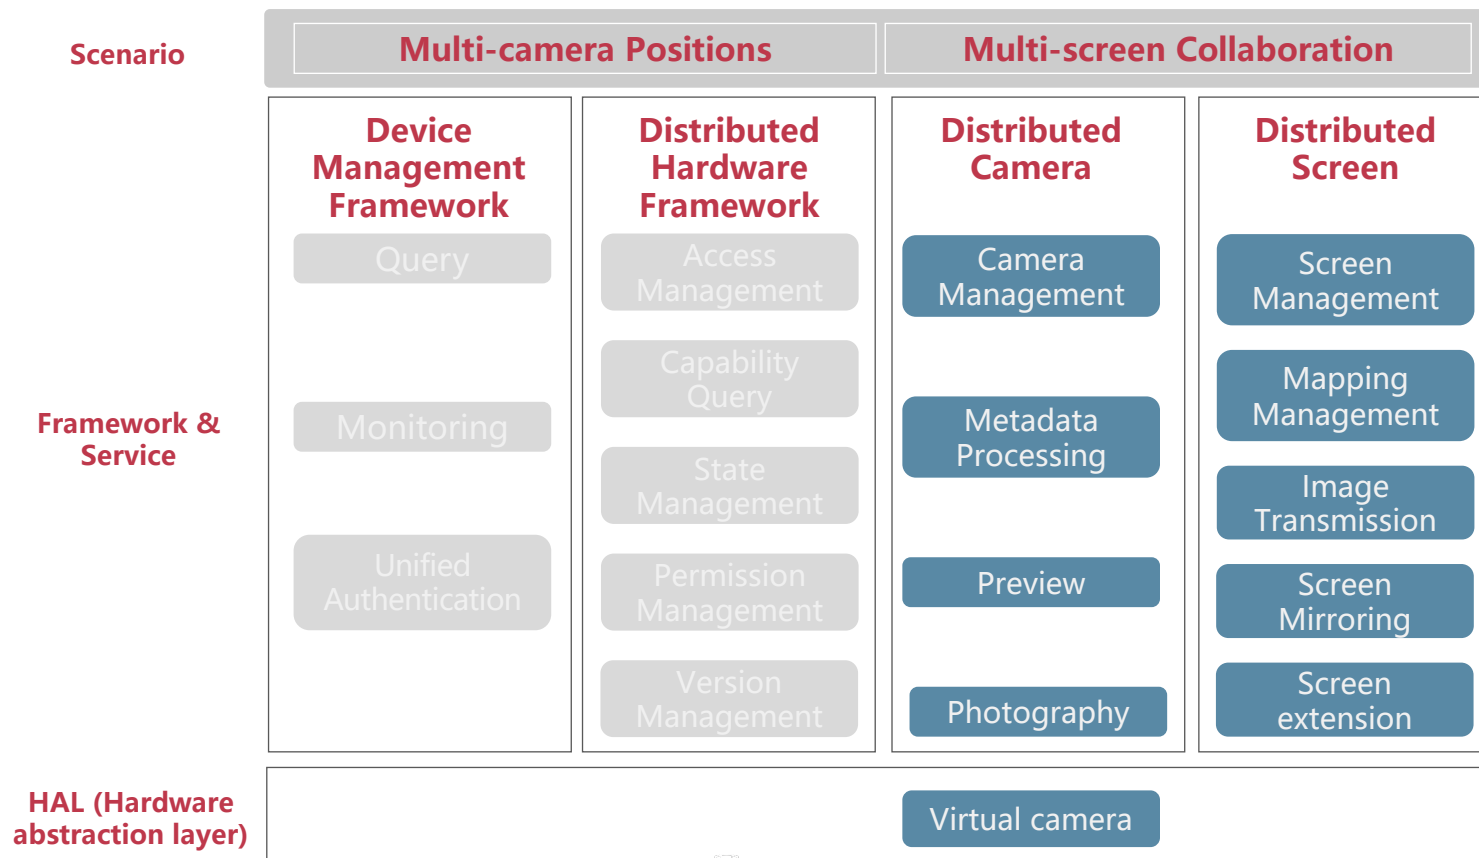 Scenario
Multi-camera Positions
Multi-screen Collaboration
Framework &
Service
Device
Management
Framework
Query
Monitoring
Unified
Authentication
Distributed
Hardware
Framework
Access
Management
Capability
Query
State
Management
Permission
Management
Version
Management
Distributed
Camera
Camera
Management
Metadata
Processing
Preview
Photography
Distributed
Screen
Screen
Management
Mapping
Management
Image
Transmission
Screen
Mirroring
Screen
extension
HAL (Hardware
abstraction layer)
Virtual camera